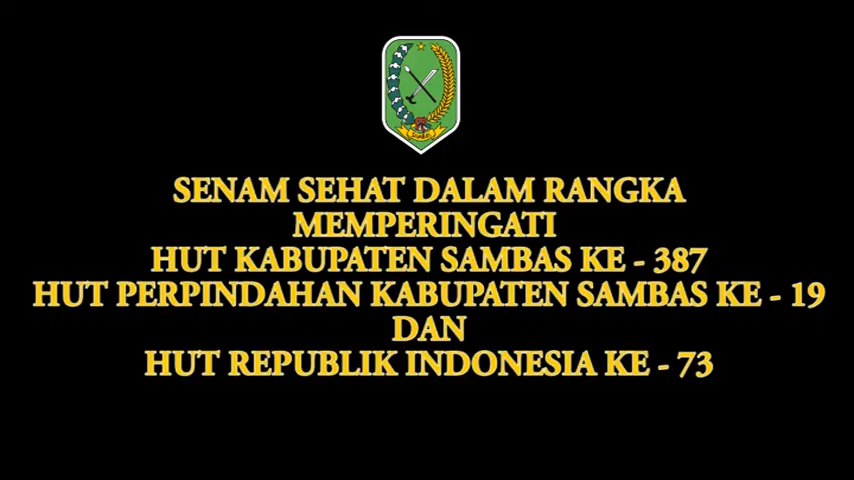 SENAM SEHAT DALAM RANGKA
MEMPERINGATI
HUT KABUPATEN SAMBAS KE - 387
HUT PERPINDAHAN KABUPATEN SAMBAS KE - 19
DAN
HUT REPUBLIK INDONESIA KE - 73